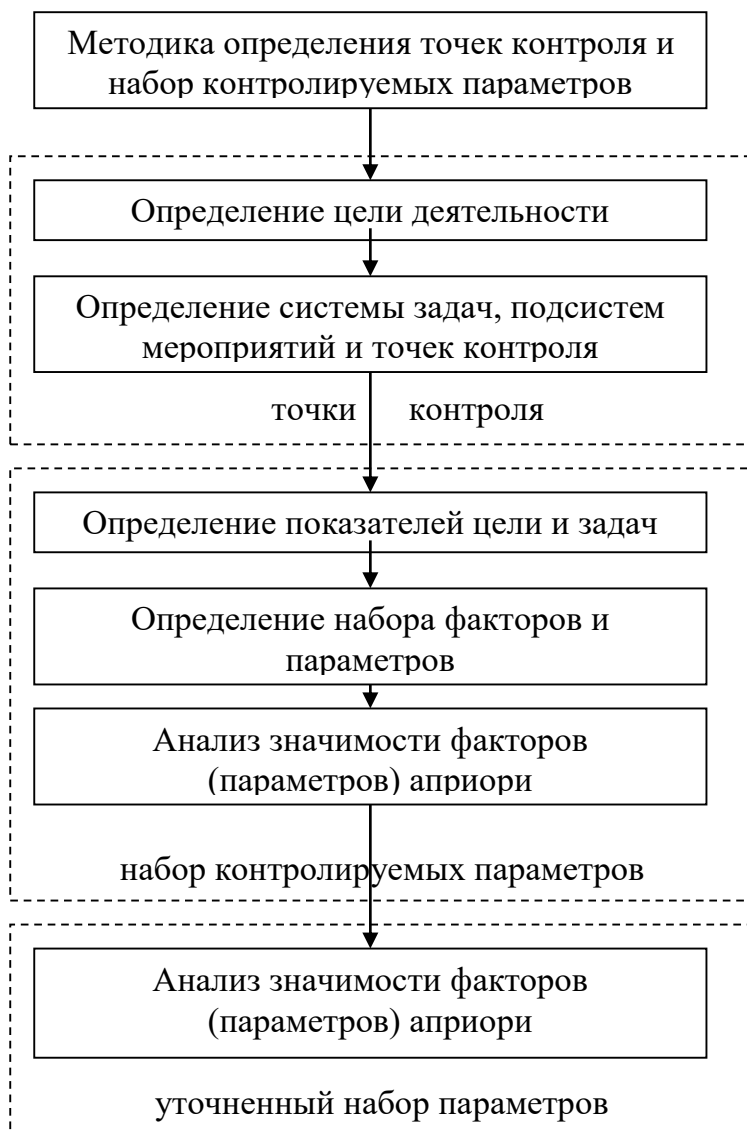 Методика определения точек контроля и
набор контролируемых параметров
Определение цели деятельности
Определение системы задач, подсистем
мероприятий и точек контроля
точки контроля
Определение показателей цели и задач
Определение набора факторов и
параметров
Анализ значимости факторов
(параметров) априори
набор контролируемых параметров
Анализ значимости факторов
(параметров) априори
уточненный набор параметров